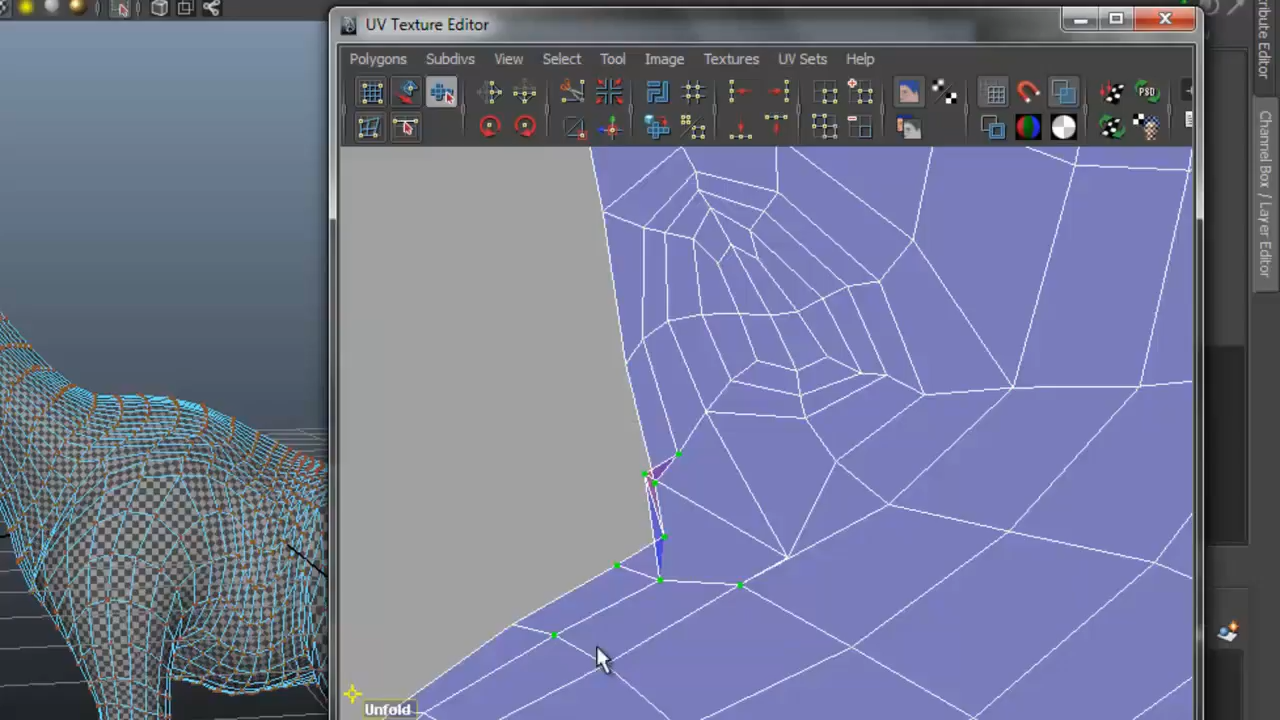 UV Texture Editor
Polygons Subdivs View Select Tool Image Textures UV Sets Help
PSD
Unfold
Attribute Editor
Channel Box / Layer Editor